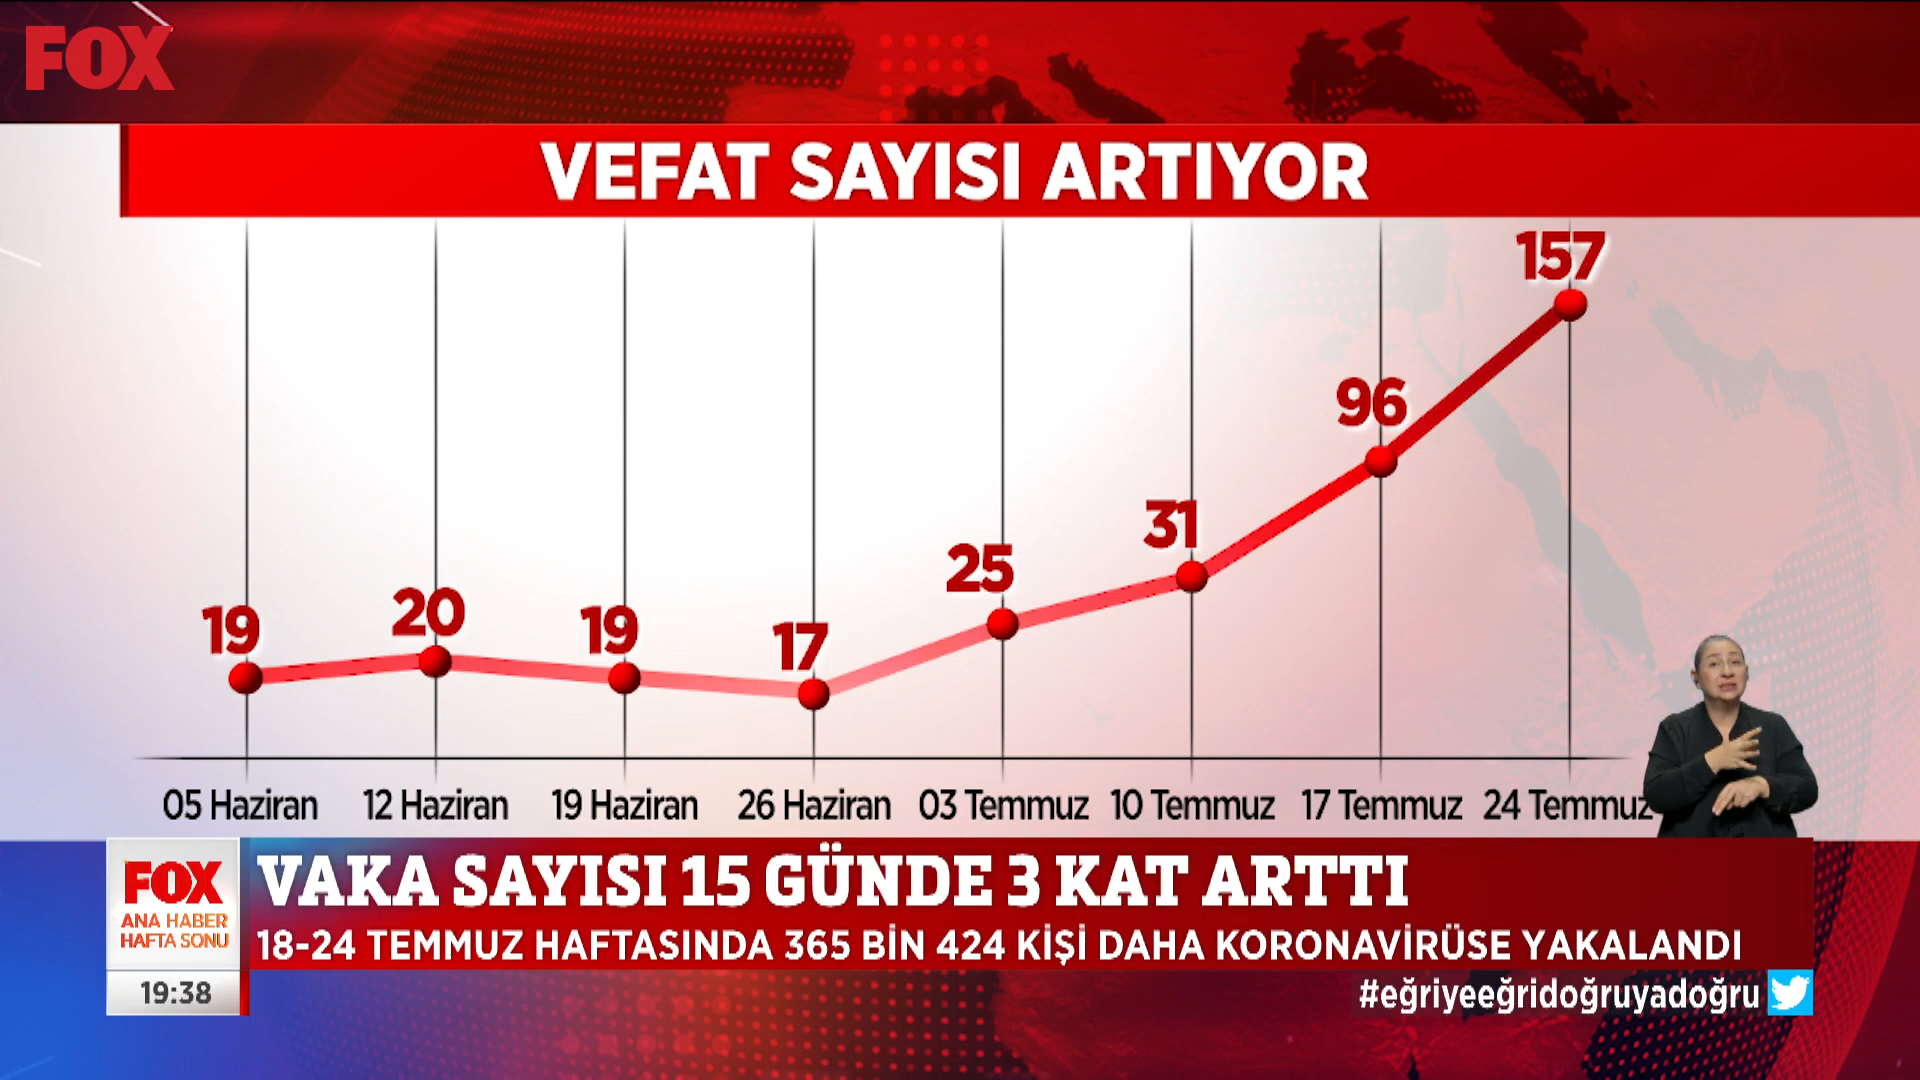 FOX
VEFAT SAYISI ARTIYOR
157
96
31
25
19
20
19
17
05 Haziran 12 Haziran 19 Haziran 26 Haziran 03 Temmuz 10 Temmuz 17 Temmuz 24 Temmuz
FOX
ANA HABER
HAFTA SONU
19:38
VAKA SAYISI 15 GÜNDE 3 KAT ARTTI
18-24 TEMMUZ HAFTASINDA 365 BİN 424 KİŞİ DAHA KORONAVİRÜSE YAKALANDI
#eğriyeeğridoğruyadoğru